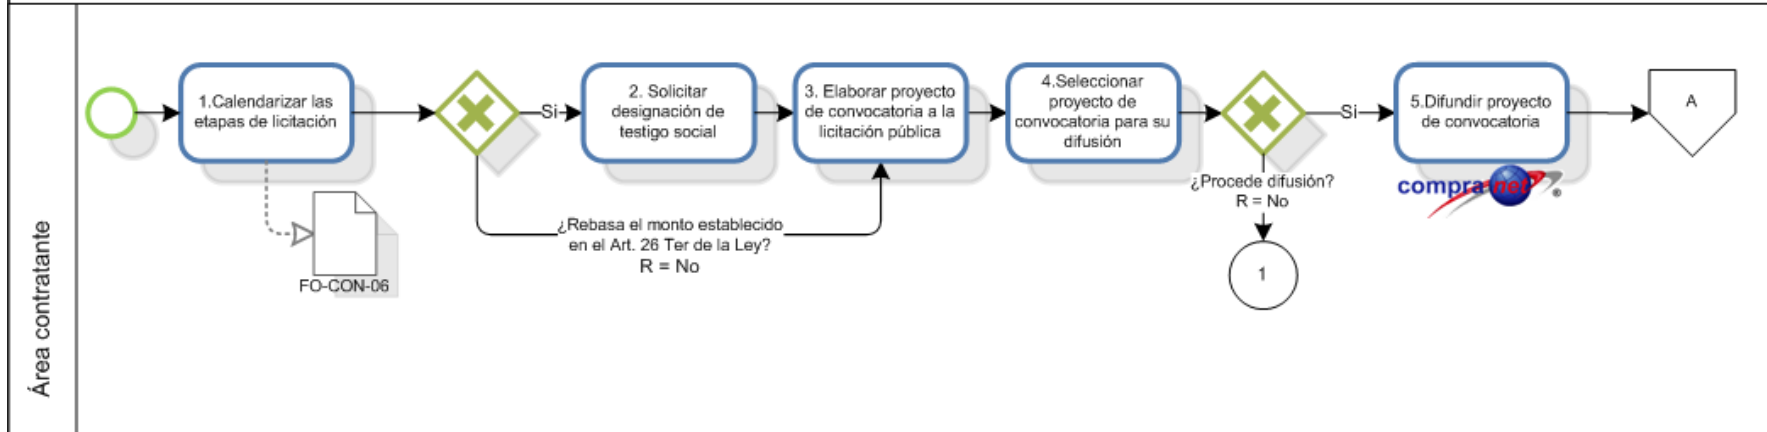 Área contratante
1.Calendarizar las
etapas de licitación
FO-CON-06
Si
¿Rebasa el monto establecido
en el Art. 26 Ter de la Ley?
R = No
2. Solicitar
designación de
testigo social
3. Elaborar proyecto
de convocatoria a la
licitación pública
4.Seleccionar
proyecto de
convocatoria para su
difusión
Si
¿Procede difusión?
R = No
1
5.Difundir proyecto
de convocatoria
compranet ®
A